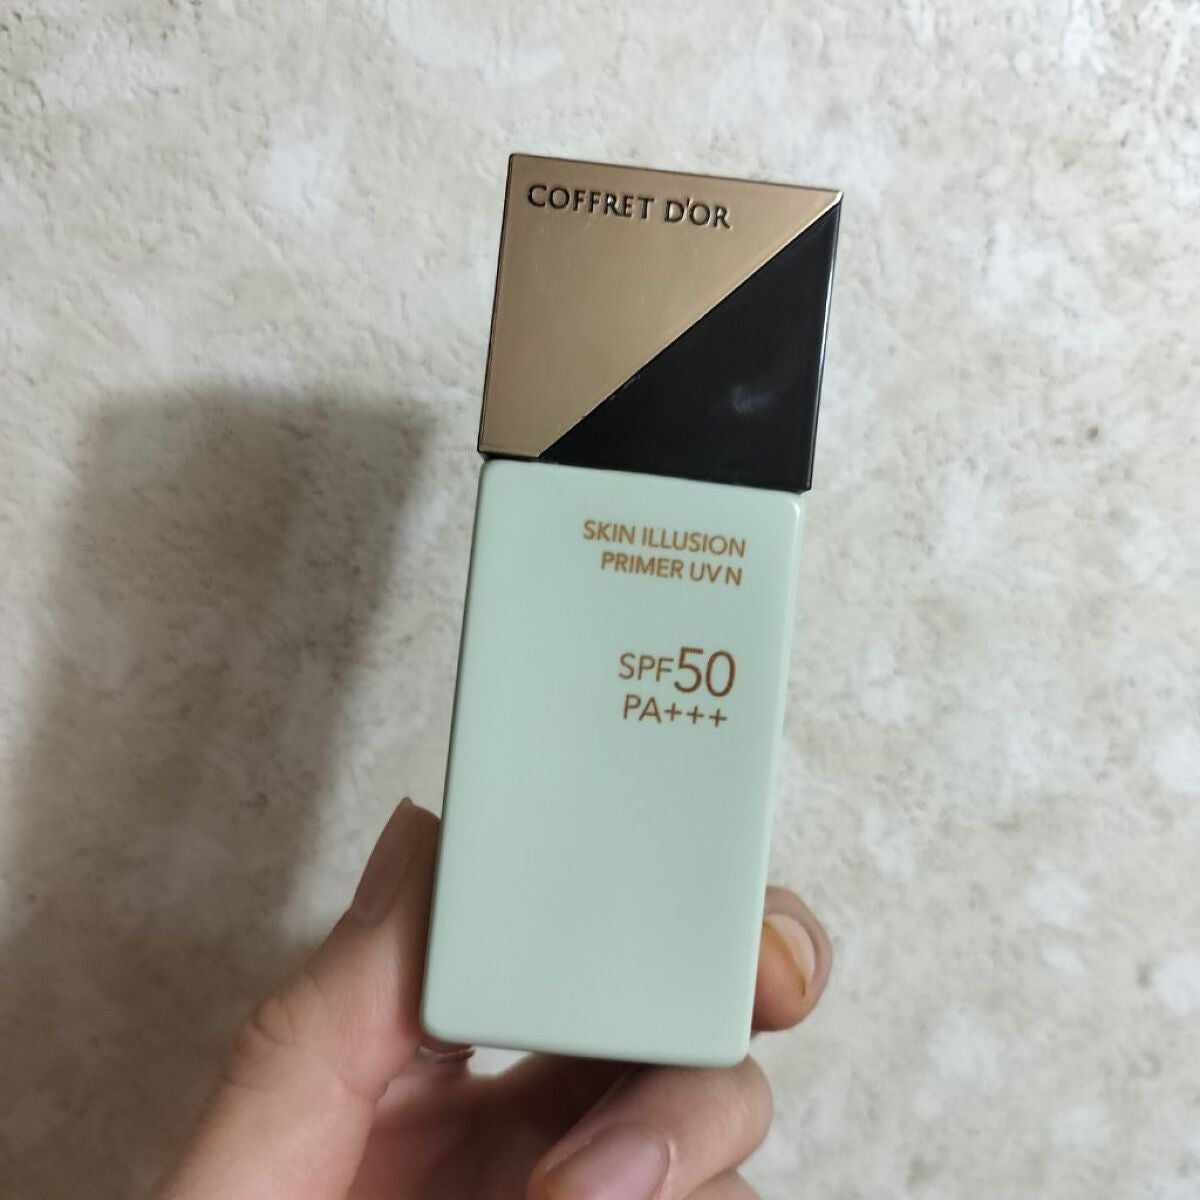 COFFRET D'OR
SKIN ILLUSION
PRIMER UV N
SPF50
PA+++